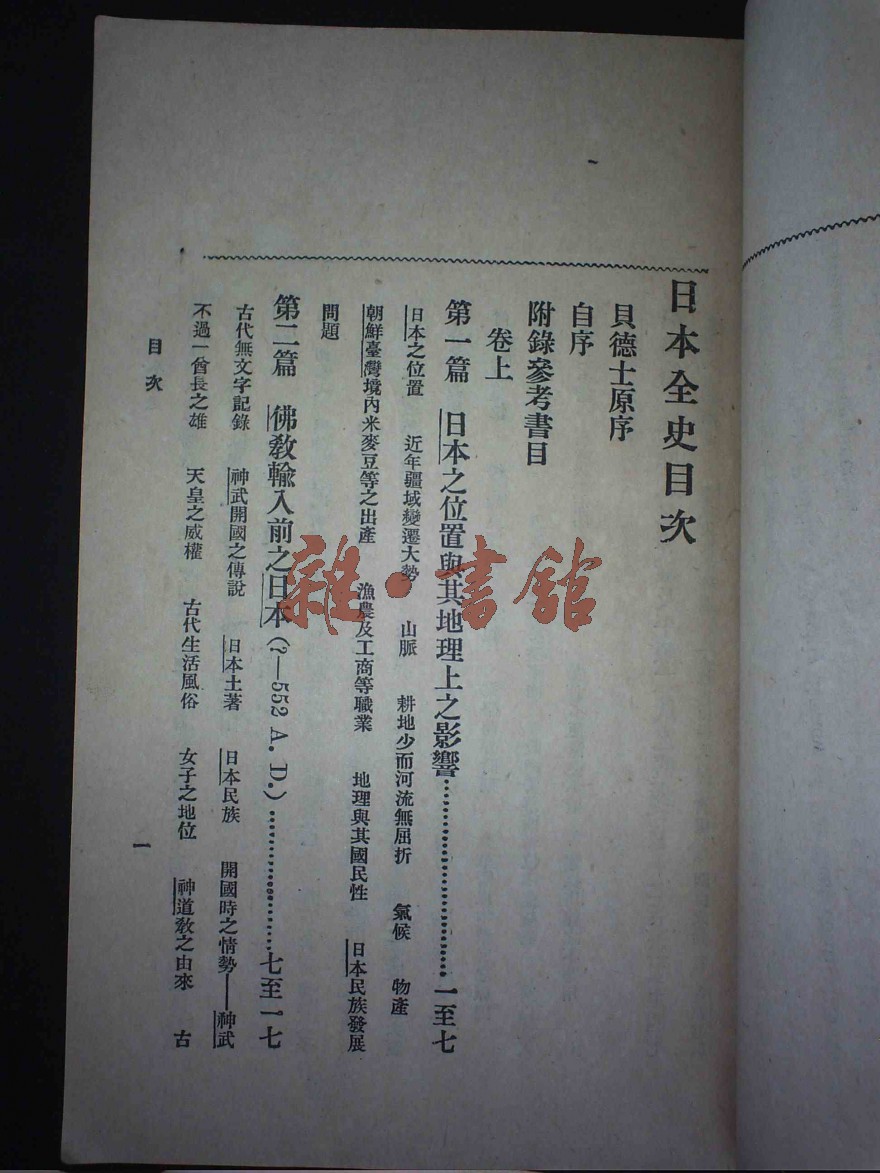 日本全史目次
貝德士原序
自序
附錄參考書目
卷上
第一篇 日本之位置與其地理上之影響……………………一至七
日本之位置 近年疆域變遷大勢 山脈 耕地少而河流無屈折 氣候 物產
朝鮮臺灣境內米麥豆等之出產 漁農及工商等職業 地理與其國民性 日本民族發展
問題
第二篇 佛教輸入前之日本(?—552 A. D.)……………七至一七
古代無文字記錄 神武開國之傳說 日本土著 日本民族 開國時之情勢——神武
不過一酋長之雄 天皇之威權 古代生活風俗 女子之地位 神道教之由來 古
目次
一
雜·書館